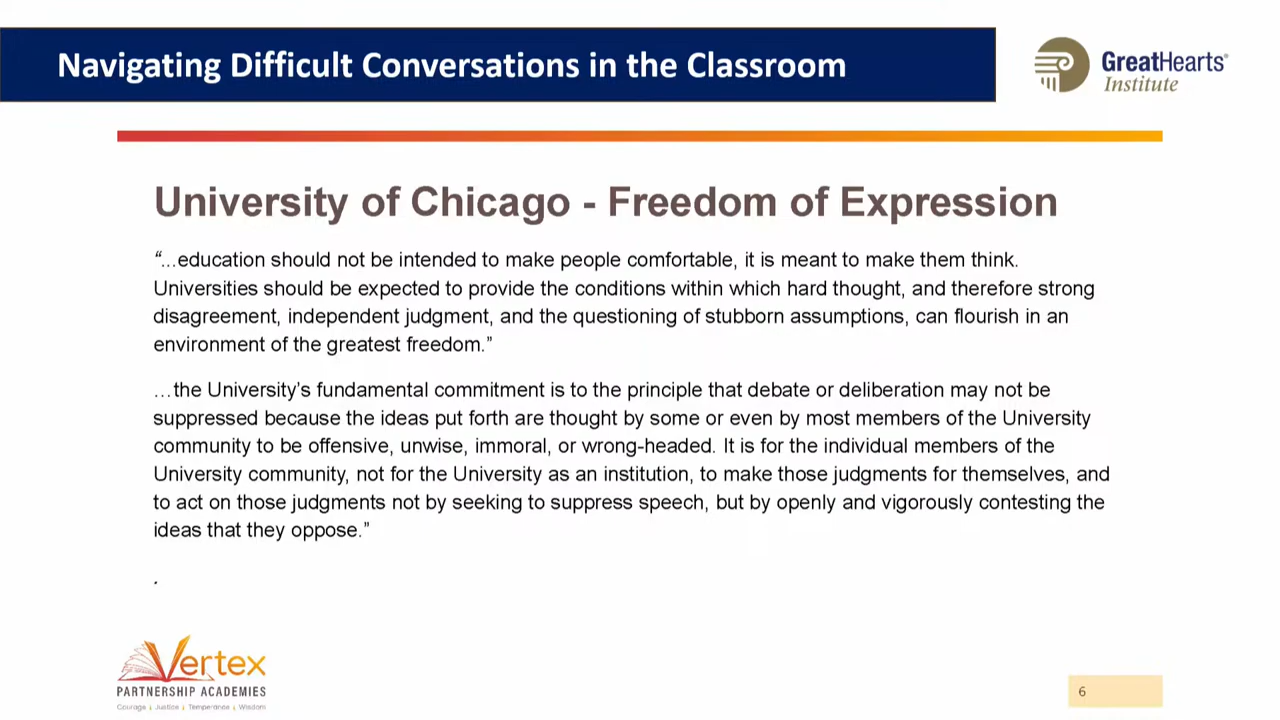 Navigating Difficult Conversations in the Classroom
GreatHearts®
Institute
University of Chicago - Freedom of Expression
“...education should not be intended to make people comfortable, it is meant to make them think.
Universities should be expected to provide the conditions within which hard thought, and therefore strong
disagreement, independent judgment, and the questioning of stubborn assumptions, can flourish in an
environment of the greatest freedom.”
…the University’s fundamental commitment is to the principle that debate or deliberation may not be
suppressed because the ideas put forth are thought by some or even by most members of the University
community to be offensive, unwise, immoral, or wrong-headed. It is for the individual members of the
University community, not for the University as an institution, to make those judgments for themselves, and
to act on those judgments not by seeking to suppress speech, but by openly and vigorously contesting the
ideas that they oppose.”
.
Vertex
PARTNERSHIP ACADEMIES
Courage | Justice | Temperance | Wisdom
6